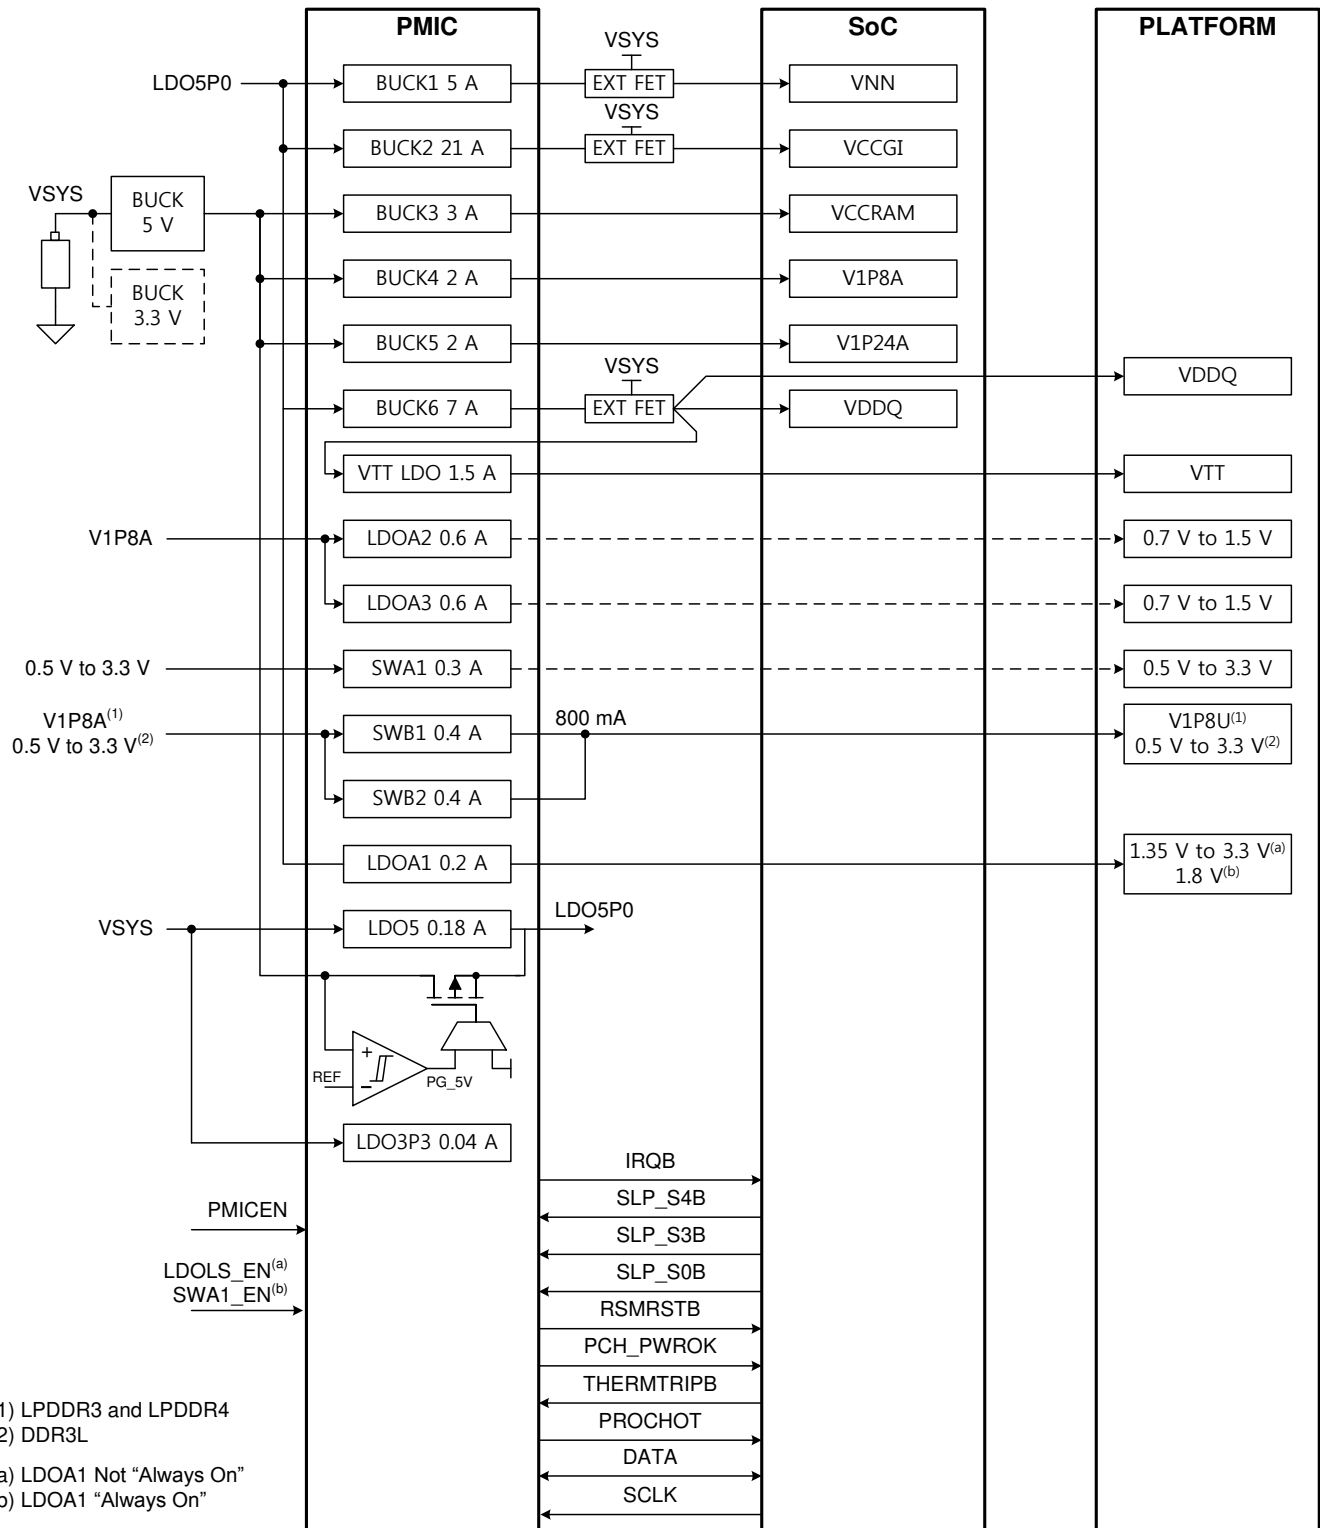 PMIC
SoC
PLATFORM
LDO5P0
BUCK1 5 A
VSYS
EXT FET
VNN
BUCK2 21 A
VSYS
EXT FET
VCCGI
VSYS
BUCK
5 V
BUCK3 3 A
VCCRAM
BUCK
3.3 V
BUCK4 2 A
V1P8A
BUCK5 2 A
V1P24A
BUCK6 7 A
VSYS
EXT FET
VDDQ
VDDQ
VTT LDO 1.5 A
VTT
V1P8A
LDOA2 0.6 A
0.7 V to 1.5 V
LDOA3 0.6 A
0.7 V to 1.5 V
0.5 V to 3.3 V
SWA1 0.3 A
0.5 V to 3.3 V
V1P8A(1)
0.5 V to 3.3 V(2)
SWB1 0.4 A
800 mA
V1P8U(1)
0.5 V to 3.3 V(2)
SWB2 0.4 A
LDOA1 0.2 A
1.35 V to 3.3 V(a)
1.8 V(b)
VSYS
LDO5 0.18 A
LDO5P0
+
REF
−
PG_5V
LDO3P3 0.04 A
IRQB
PMICEN
SLP_S4B
SLP_S3B
LDOLS_EN(a)
SWA1_EN(b)
SLP_S0B
RSMRSTB
PCH_PWROK
THERMTRIPB
PROCHOT
DATA
SCLK
1) LPDDR3 and LPDDR4
2) DDR3L
a) LDOA1 Not “Always On”
b) LDOA1 “Always On”